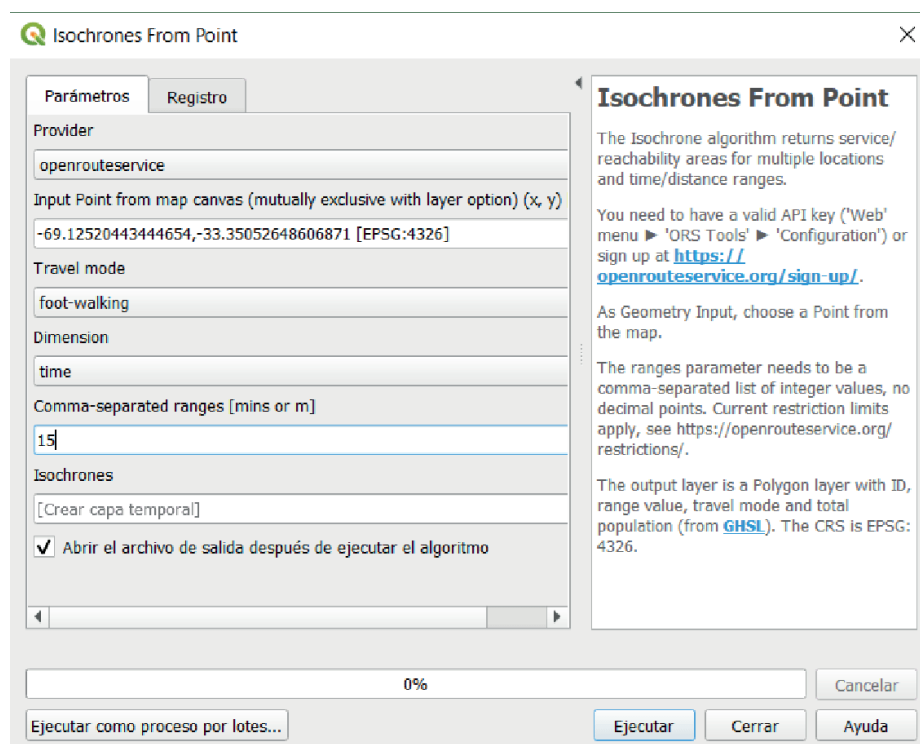 Isochrones From Point
Parámetros
Registro
Provider
openrouteservice
Input Point from map canvas (mutually exclusive with layer option) (x, y)
-69.12520443444654,-33.35052648606871 [EPSG:4326]
Travel mode
foot-walking
Dimension
time
Comma-separated ranges [mins or m]
15
Isochrones
[Crear capa temporal]
Abrir el archivo de salida después de ejecutar el algoritmo
Isochrones From Point
The Isochrone algorithm returns service/
reachability areas for multiple locations
and time/distance ranges.
You need to have a valid API key ('Web'
menu ► 'ORS Tools' ► 'Configuration') or
sign up at https://
openrouteservice.org/sign-up/.
As Geometry Input, choose a Point from
the map.
The ranges parameter needs to be a
comma-separated list of integer values, no
decimal points. Current restriction limits
apply, see https://openrouteservice.org/
restrictions/.
The output layer is a Polygon layer with ID,
range value, travel mode and total
population (from GHSL). The CRS is EPSG:
4326.
0%
Cancelar
Ejecutar como proceso por lotes...
Ejecutar
Cerrar
Ayuda